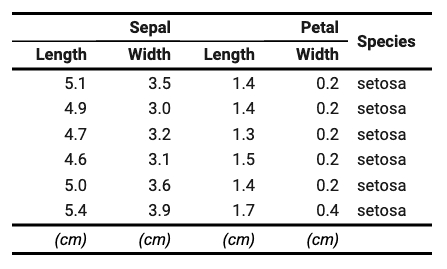 Sepal Petal Species
Length Width Length Width
5.1 3.5 1.4 0.2 setosa
4.9 3.0 1.4 0.2 setosa
4.7 3.2 1.3 0.2 setosa
4.6 3.1 1.5 0.2 setosa
5.0 3.6 1.4 0.2 setosa
5.4 3.9 1.7 0.4 setosa
(cm) (cm) (cm) (cm)